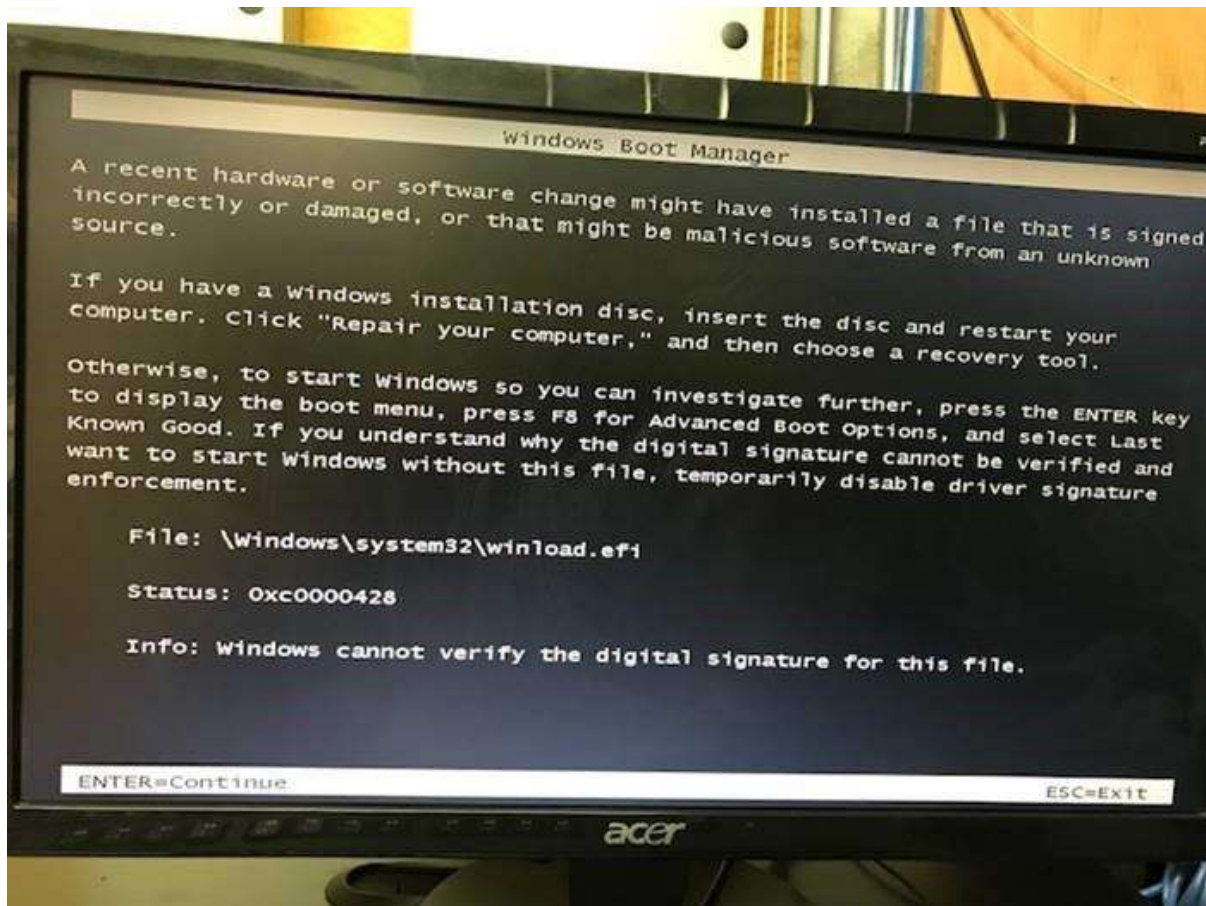 Windows Boot Manager
A recent hardware or software change might have installed a file that is signed
incorrectly or damaged, or that might be malicious software from an unknown
source.
If you have a Windows installation disc, insert the disc and restart your
computer. Click "Repair your computer," and then choose a recovery tool.
Otherwise, to start Windows so you can investigate further, press the ENTER key
to display the boot menu, press F8 for Advanced Boot Options, and select Last
Known Good. If you understand why the digital signature cannot be verified and
want to start Windows without this file, temporarily disable driver signature
enforcement.
File: \Windows\system32\winload.efi
Status: 0xc0000428
Info: Windows cannot verify the digital signature for this file.
ENTER=Continue
ESC=Exit
acer